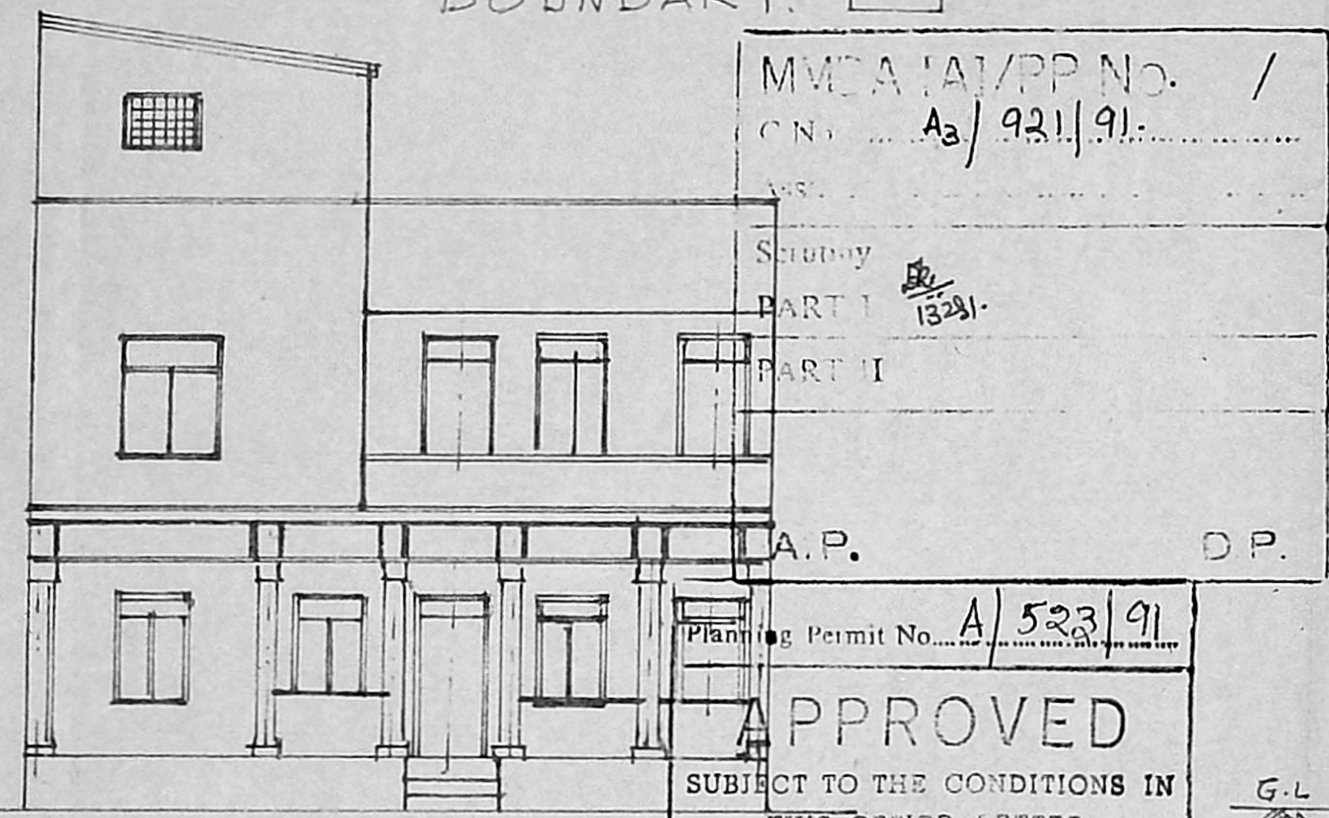 BOUNDARY.
MMDA [A]/PP No. /
C No ... A3/921/91.
Scrutiny
PART I
PART II
A.P. D P.
Planning Permit No. A/523/91
APPROVED
SUBJECT TO THE CONDITIONS IN
G.L